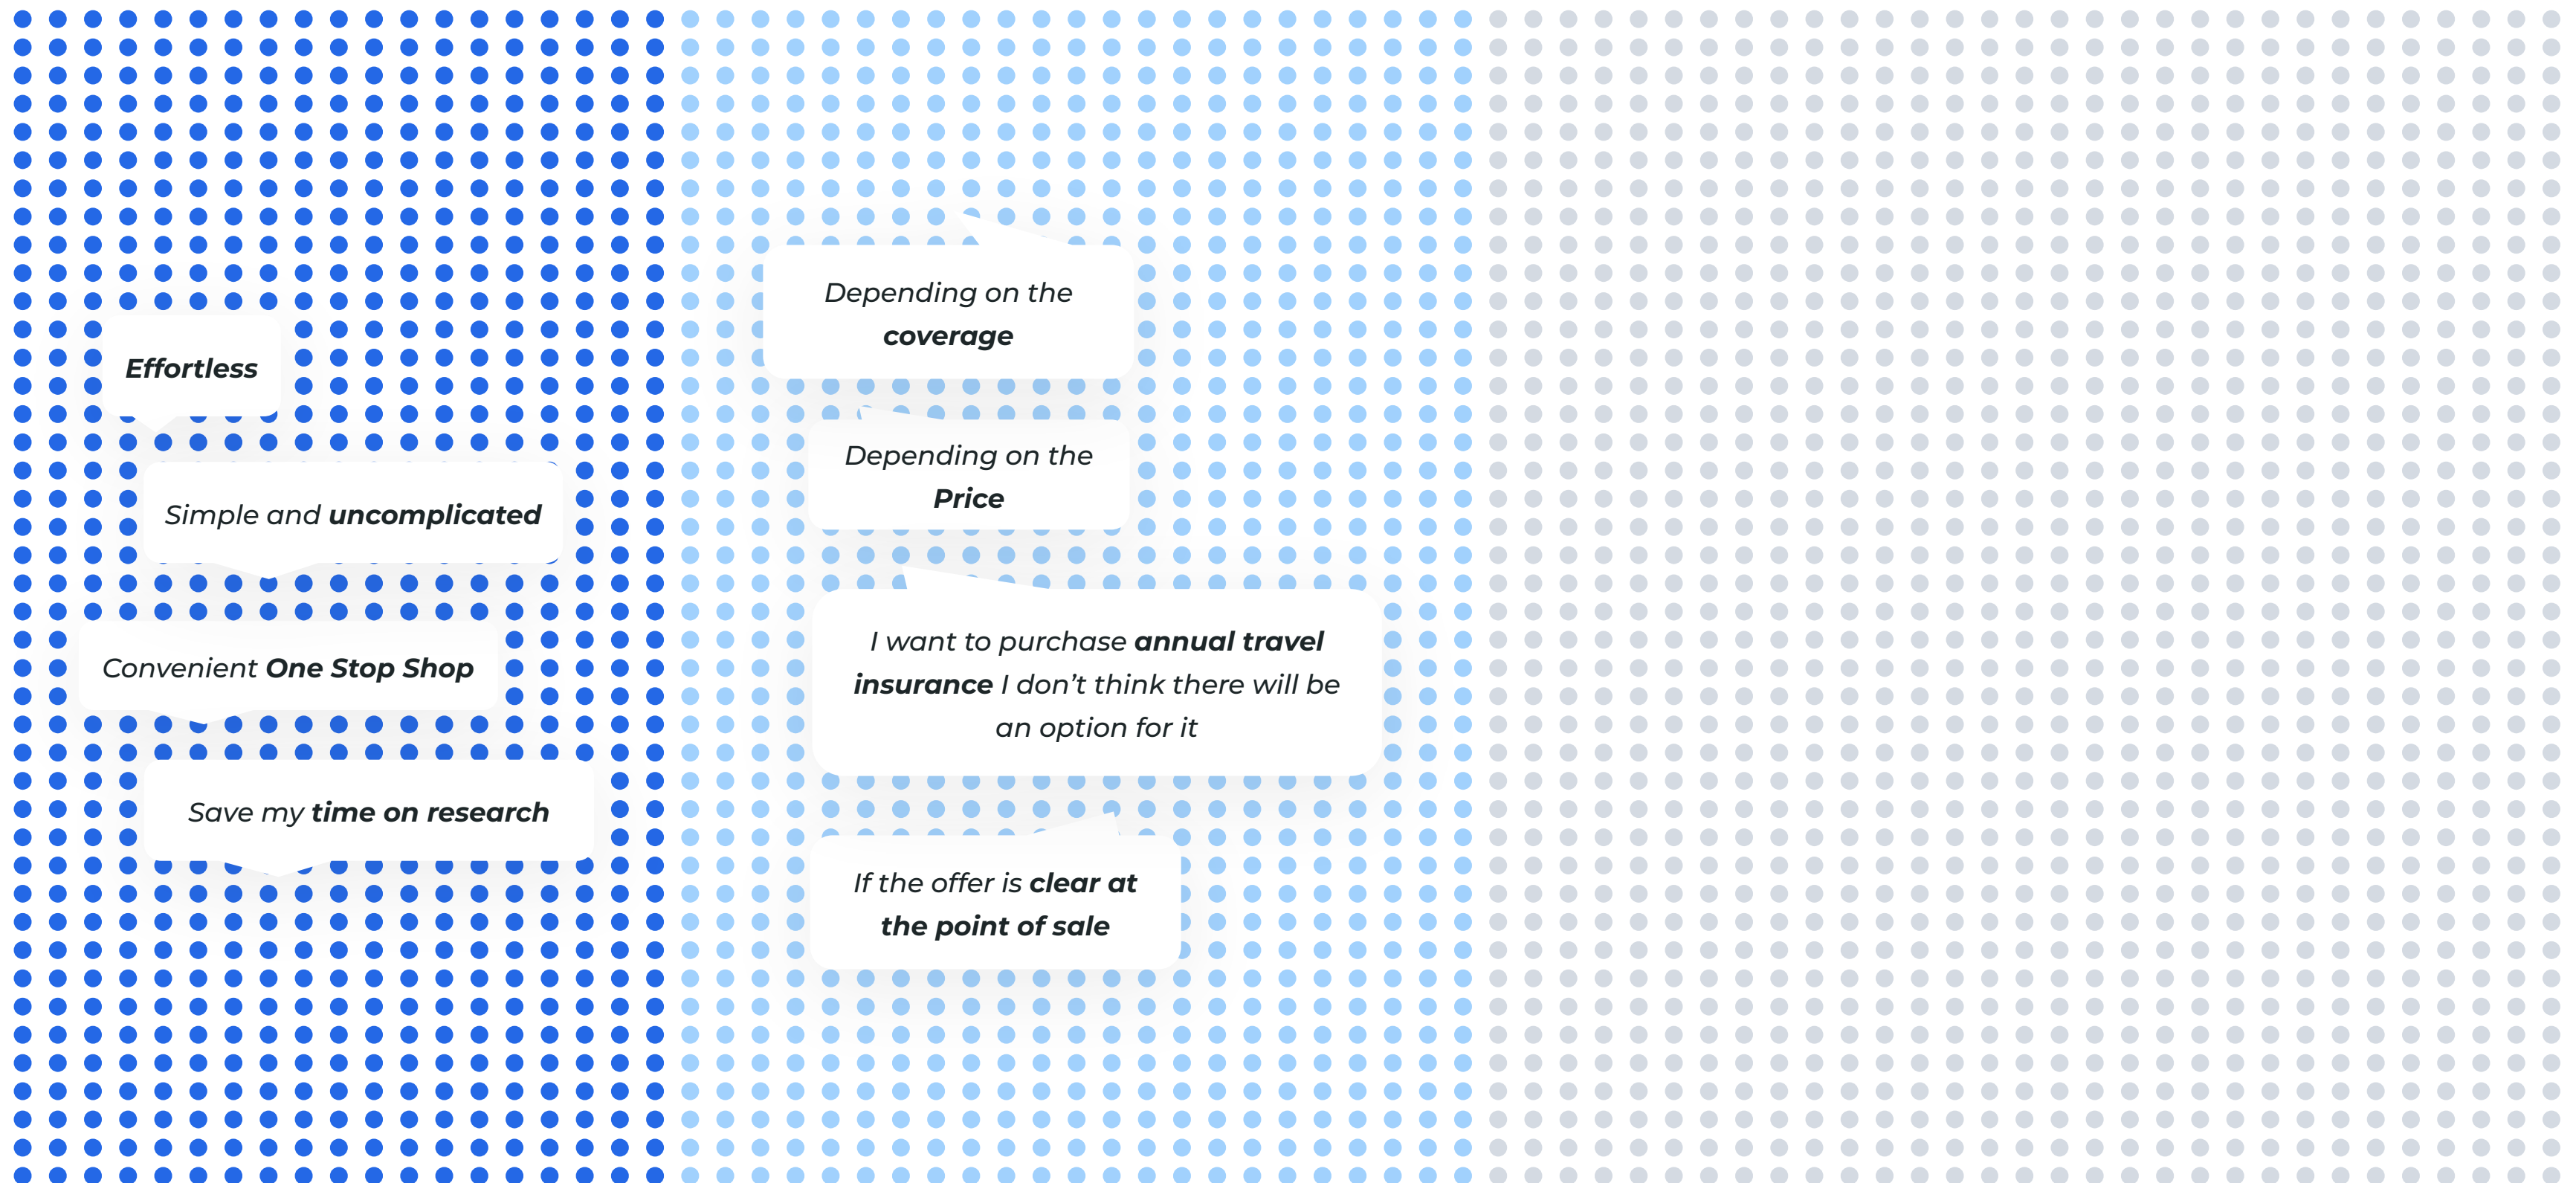 Effortless
Simple and uncomplicated
Convenient One Stop Shop
Save my time on research
Depending on the
coverage
Depending on the
Price
I want to purchase annual travel
insurance I don’t think there will be
an option for it
If the offer is clear at
the point of sale